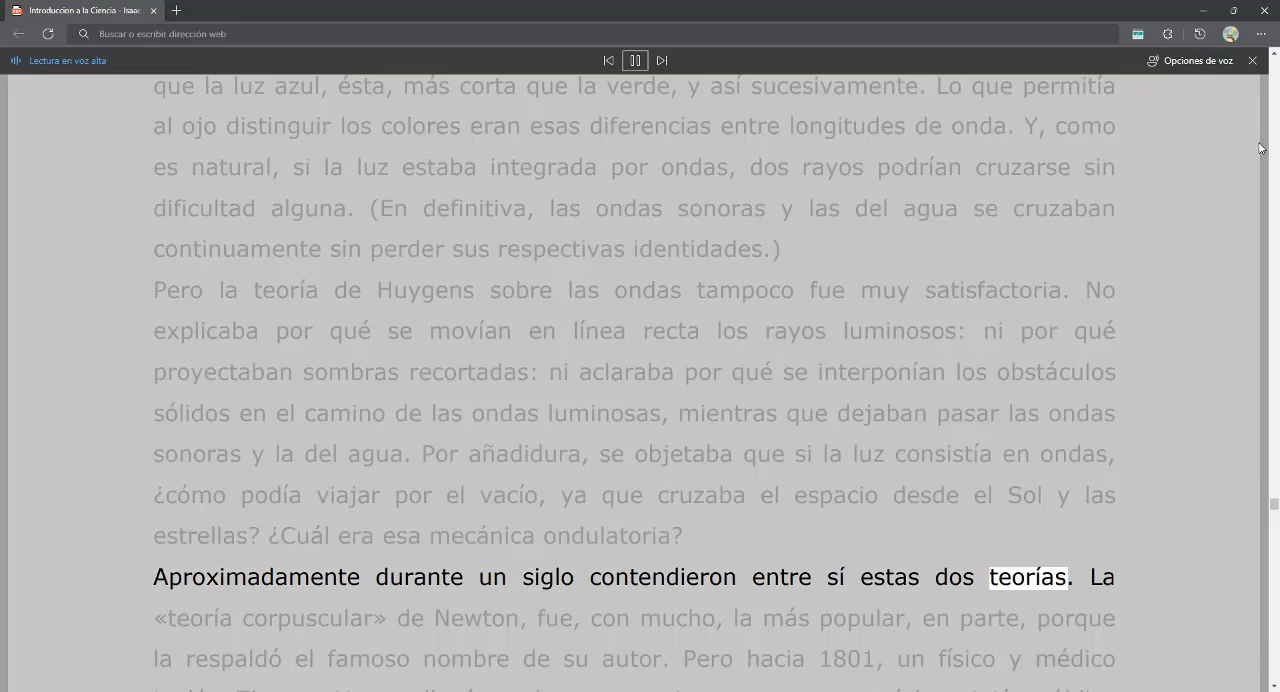 Introduccion a la Ciencia - Isaac
Buscar o escribir dirección web
Lectura en voz alta
Opciones de voz
que la luz azul, ésta, más corta que la verde, y así sucesivamente. Lo que permitía
al ojo distinguir los colores eran esas diferencias entre longitudes de onda. Y, como
es natural, si la luz estaba integrada por ondas, dos rayos podrían cruzarse sin
dificultad alguna. (En definitiva, las ondas sonoras y las del agua se cruzaban
continuamente sin perder sus respectivas identidades.)
Pero la teoría de Huygens sobre las ondas tampoco fue muy satisfactoria. No
explicaba por qué se movían en línea recta los rayos luminosos: ni por qué
proyectaban sombras recortadas: ni aclaraba por qué se interponían los obstáculos
sólidos en el camino de las ondas luminosas, mientras que dejaban pasar las ondas
sonoras y la del agua. Por añadidura, se objetaba que si la luz consistía en ondas,
¿cómo podía viajar por el vacío, ya que cruzaba el espacio desde el Sol y las
estrellas? ¿Cuál era esa mecánica ondulatoria?
Aproximadamente durante un siglo contendieron entre sí estas dos teorías. La
«teoría corpuscular» de Newton, fue, con mucho, la más popular, en parte, porque
la respaldó el famoso nombre de su autor. Pero hacia 1801, un físico y médico